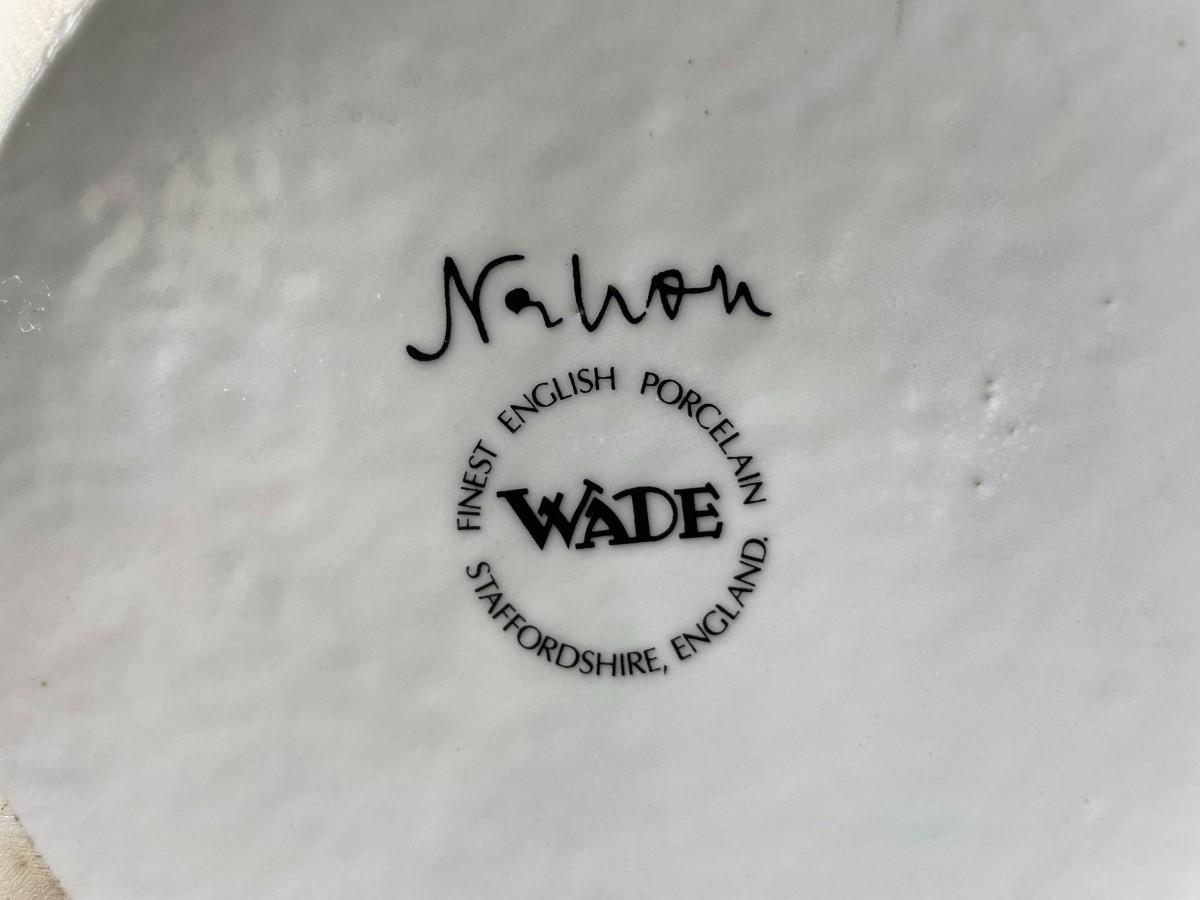 FINEST ENGLISH PORCELAIN
WADE
STAFFORDSHIRE, ENGLAND.